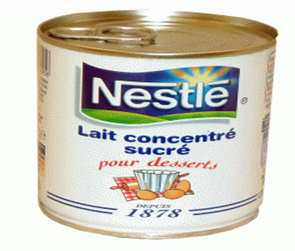 Nestlé®
Lait concentré
sucré
pour desserts
DEPUIS
1878